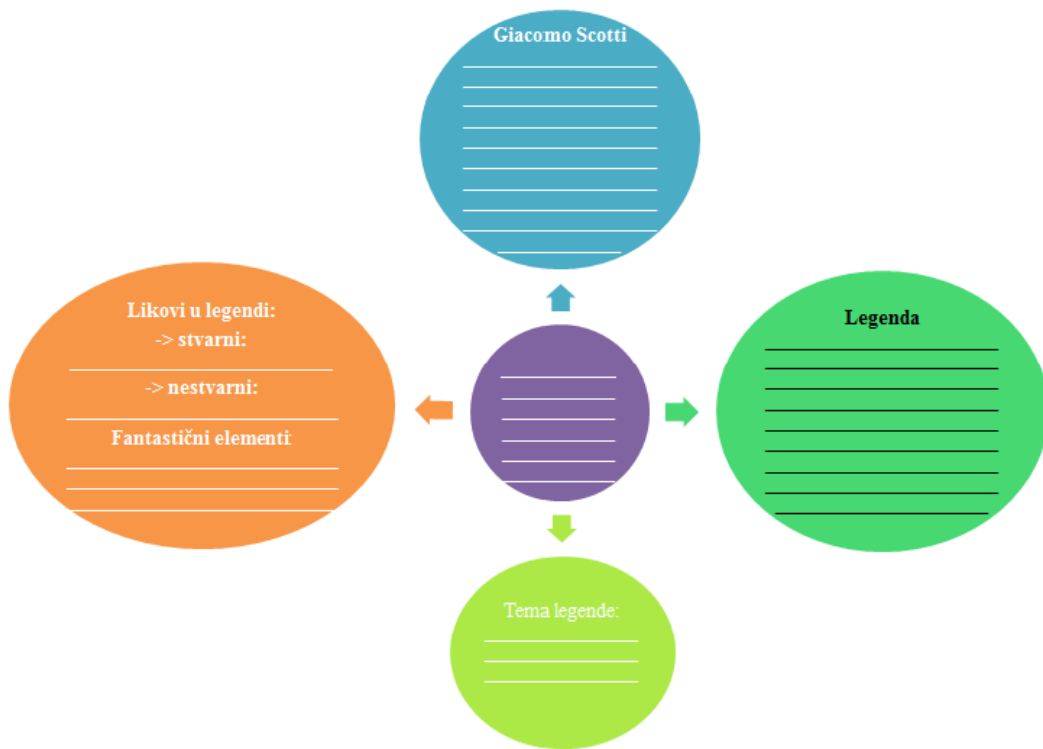 Giacomo Scotti
Likovi u legendi:
-> stvarni:
-> nestvarni:
Fantastični elementi:
Legenda
Tema legende: